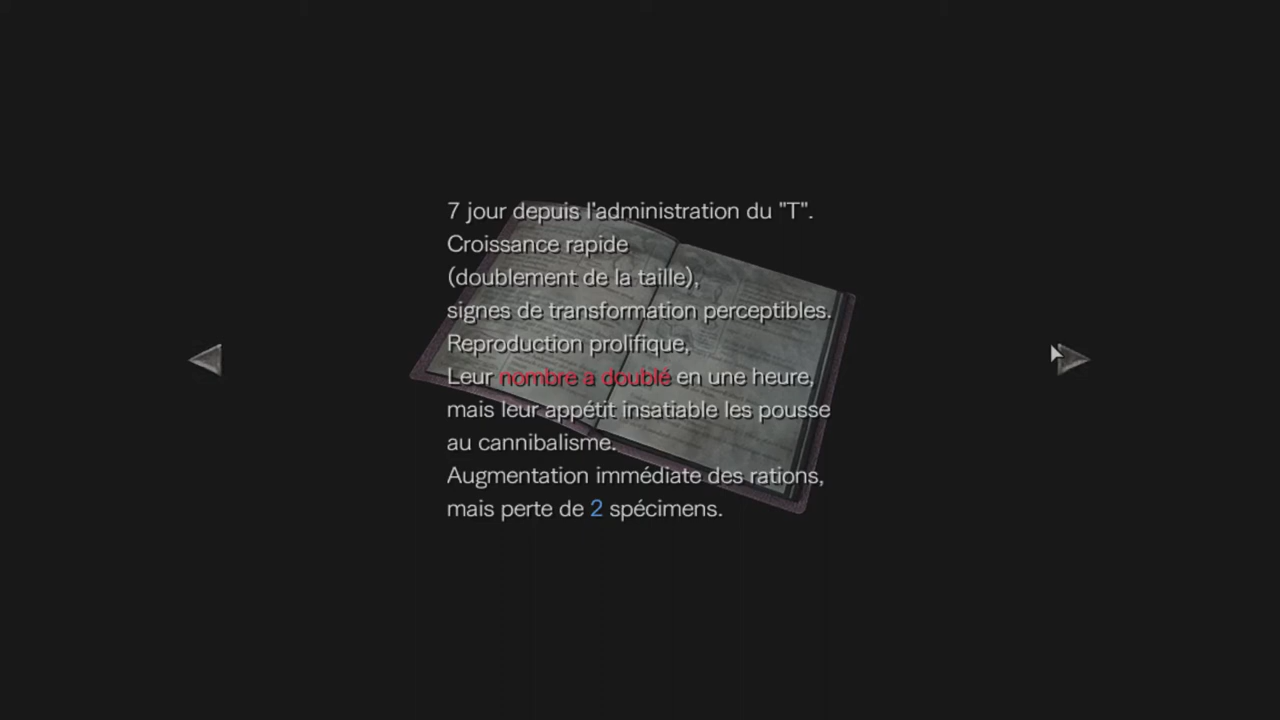 7 jour depuis l'administration du "T".
Croissance rapide
(doublement de la taille),
signes de transformation perceptibles.
Reproduction prolifique,
Leur nombre a doublé en une heure,
mais leur appétit insatiable les pousse
au cannibalisme.
Augmentation immédiate des rations,
mais perte de 2 spécimens.